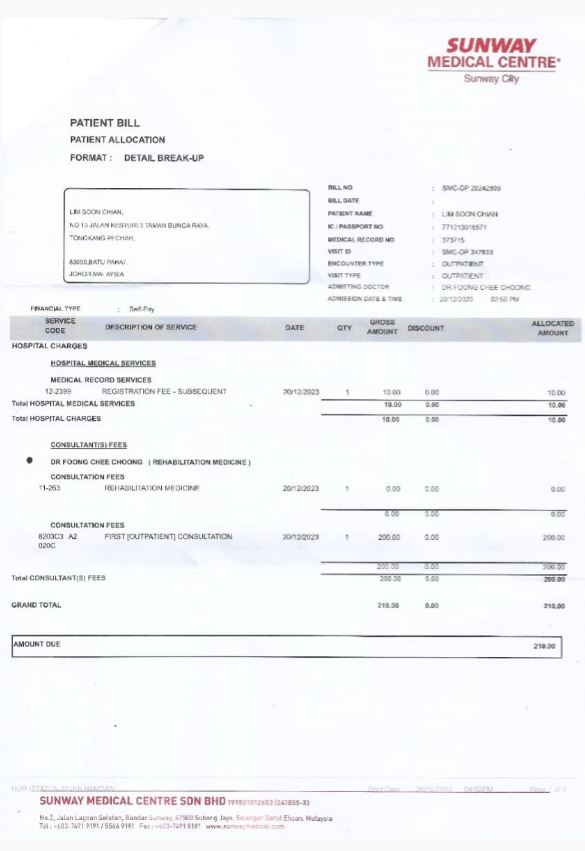 SUNWAY
MEDICAL CENTRE®
Sunway City
PATIENT BILL
PATIENT ALLOCATION
FORMAT : DETAIL BREAK-UP
LIM SOON CHIAN,
NO 13 JALAN KESTURI 3 TAMAN BUNGA RAYA,
TONGKANG PECHAH,
83000,BATU PAHAT,
JOHOR,MALAYSIA
BILL NO : SMC-OP 20242809
BILL DATE :
PATIENT NAME : LIM SOON CHIAN
IC / PASSPORT NO : 771213016571
MEDICAL RECORD NO : 373715
VISIT ID : SMC-OP 347833
ENCOUNTER TYPE : OUTPATIENT
VISIT TYPE : OUTPATIENT
ADMITTING DOCTOR : DR FOONG CHEE CHOONG
ADMISSION DATE & TIME : 20/12/2023 02:50 PM
FINANCIAL TYPE : Self-Pay
SERVICE CODE DESCRIPTION OF SERVICE DATE QTY GROSS AMOUNT DISCOUNT ALLOCATED AMOUNT
HOSPITAL CHARGES
HOSPITAL MEDICAL SERVICES
MEDICAL RECORD SERVICES
12-2399 REGISTRATION FEE - SUBSEQUENT 20/12/2023 1 10.00 0.00 10.00
Total HOSPITAL MEDICAL SERVICES 10.00 0.00 10.00
Total HOSPITAL CHARGES 10.00 0.00 10.00
CONSULTANT(S) FEES
DR FOONG CHEE CHOONG ( REHABILITATION MEDICINE )
CONSULTATION FEES
11-263 REHABILITATION MEDICINE 20/12/2023 1 0.00 0.00 0.00
0.00 0.00 0.00
CONSULTATION FEES
8203C3 A2 FIRST [OUTPATIENT] CONSULTATION 20/12/2023 1 200.00 0.00 200.00
020C
200.00 0.00 200.00
Total CONSULTANT(S) FEES 200.00 0.00 200.00
GRAND TOTAL 210.00 0.00 210.00
AMOUNT DUE 210.00
NUR IZZATUN AYUNI HAMDAN Print Date 20/12/2023 04:02PM Page 1 of 1
SUNWAY MEDICAL CENTRE SDN BHD 199501012653 (341855-X)
No.5, Jalan Lagoon Selatan, Bandar Sunway, 47500 Subang Jaya, Selangor Darul Ehsan, Malaysia
Tel : +603-7491 9191 / 5566 9191 Fax : +603-7491 8181 www.sunwaymedical.com